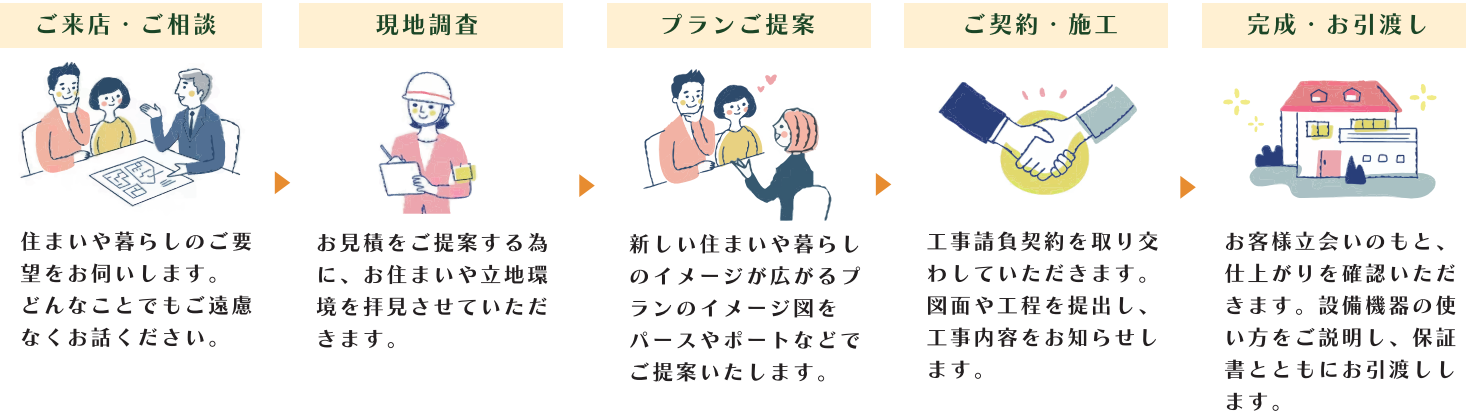 ご来店・ご相談
住まいや暮らしのご要
望をお伺いします。
どんなことでもご遠慮
なくお話ください。
現地調査
お見積をご提案する為
に、お住まいや立地環
境を拝見させていただ
きます。
プランご提案
新しい住まいや暮らし
のイメージが広がるプ
ランのイメージ図を
パースやポートなどで
ご提案いたします。
ご契約・施工
工事請負契約を取り交
わしていただきます。
図面や工程を提出し、
工事内容をお知らせし
ます。
完成・お引渡し
お客様立会いのもと、
仕上がりを確認いただ
きます。設備機器の使
い方をご説明し、保証
書とともにお引渡しし
ます。